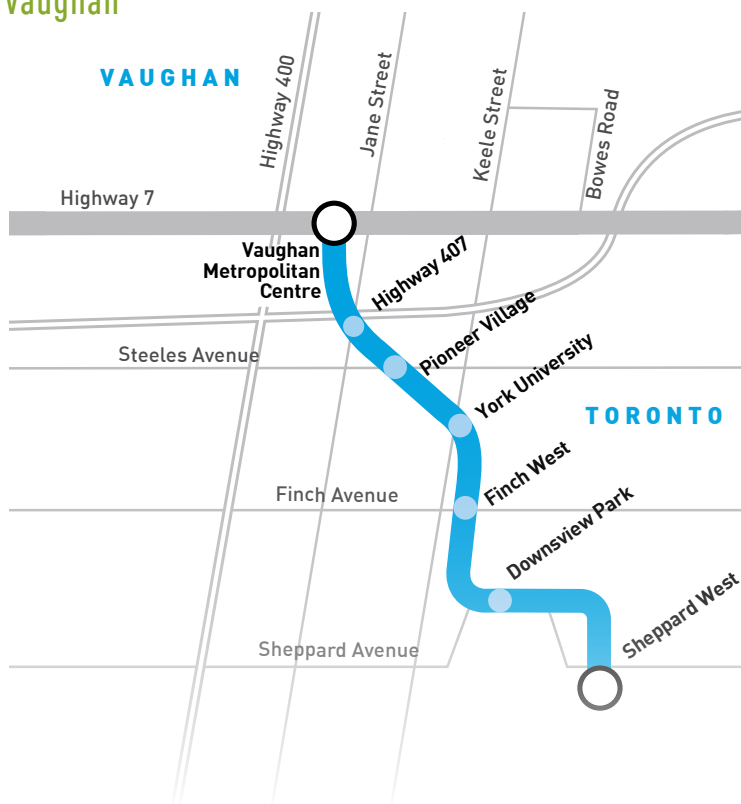 Vaughan
VAUGHAN
Highway 400
Jane Street
Keele Street
Bowes Road
Highway 7
Vaughan
Metropolitan
Centre
Highway 407
Pioneer Village
Steeles Avenue
York University
TORONTO
Finch Avenue
Finch West
Downsview Park
Sheppard Avenue
Sheppard West